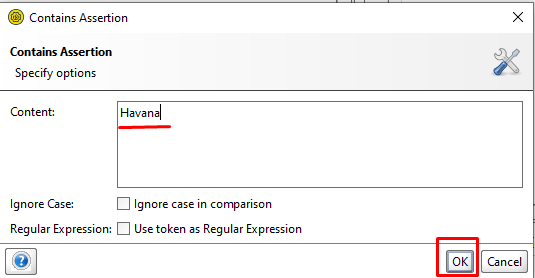 Contains Assertion
Contains Assertion
Specify options
Content:
Havana
Ignore Case:
Ignore case in comparison
Regular Expression:
Use token as Regular Expression
?
OK
Cancel